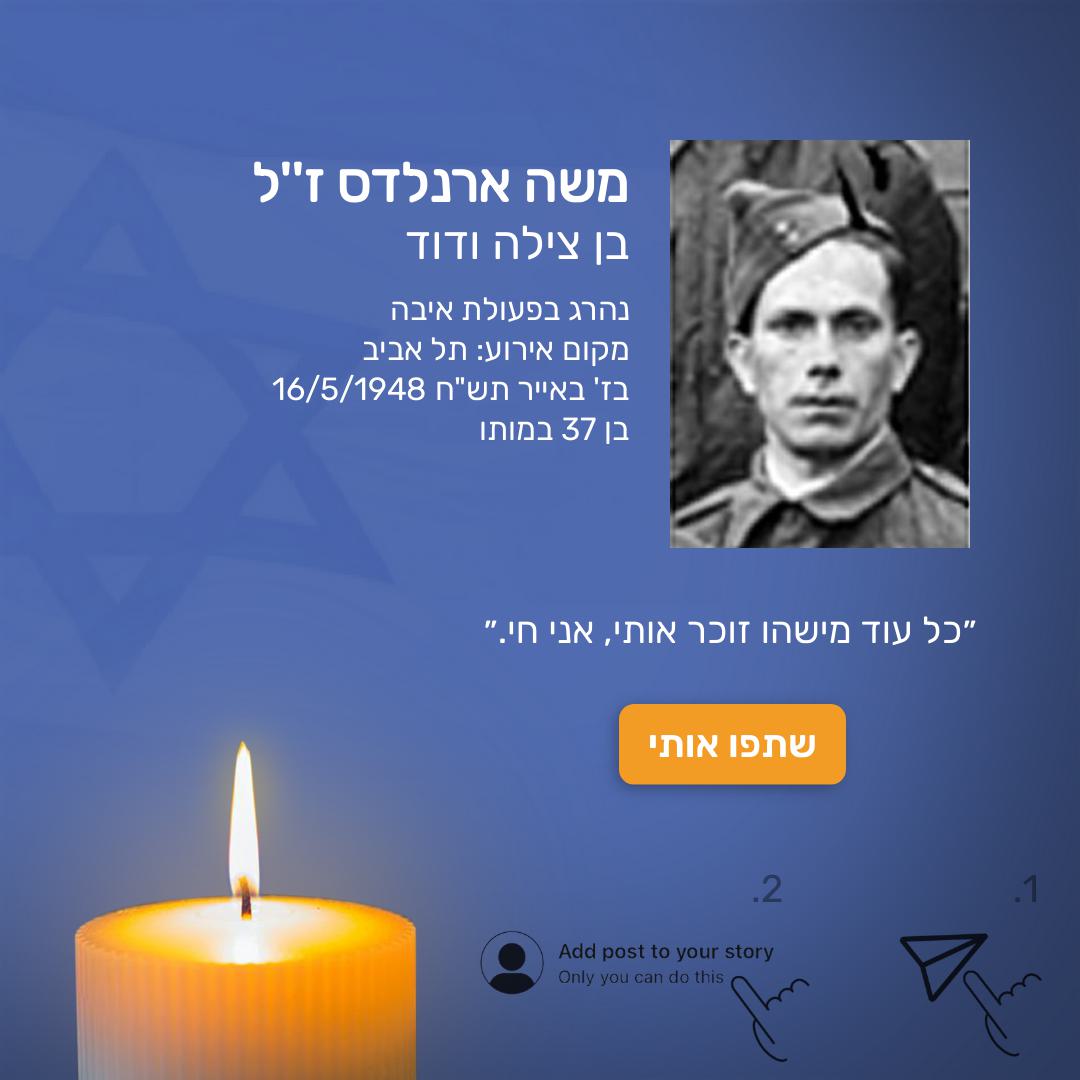 משה ארנלדס ז"ל
בן צילה ודוד
נהרג בפעולת איבה
מקום אירוע: תל אביב
בז' באייר תש"ח 16/5/1948
בן 37 במותו
״כל עוד מישהו זוכר אותי, אני חי.״
שתפו אותי
1.
2.
Add post to your story
Only you can do this